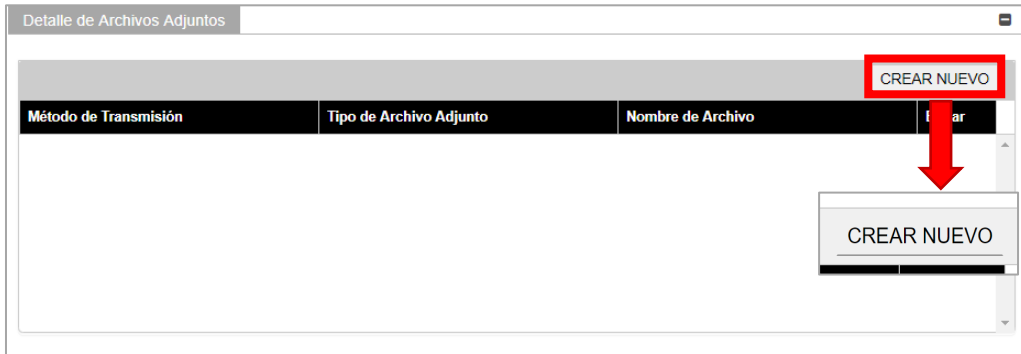 Detalle de Archivos Adjuntos
CREAR NUEVO
Método de Transmisión Tipo de Archivo Adjunto Nombre de Archivo
CREAR NUEVO